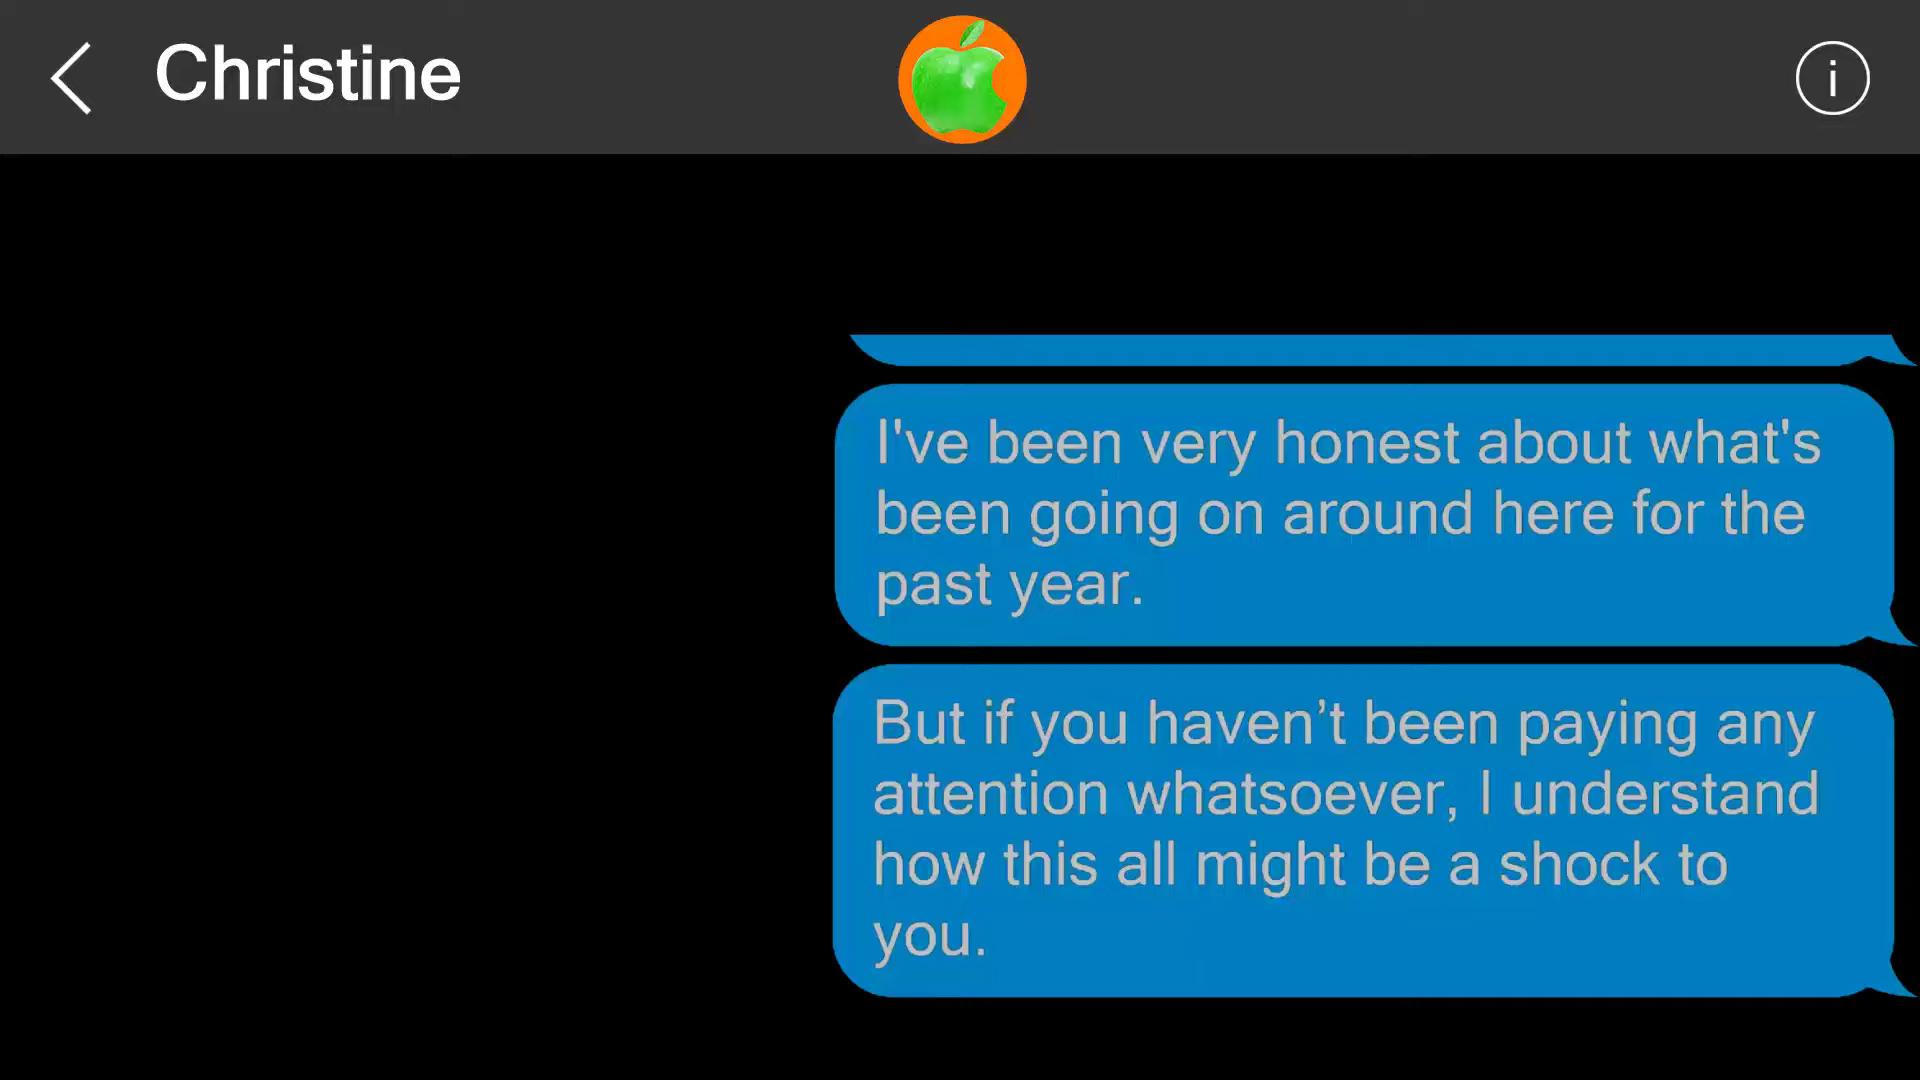 Christine
i
I've been very honest about what's
been going on around here for the
past year.
But if you haven’t been paying any
attention whatsoever, I understand
how this all might be a shock to
you.